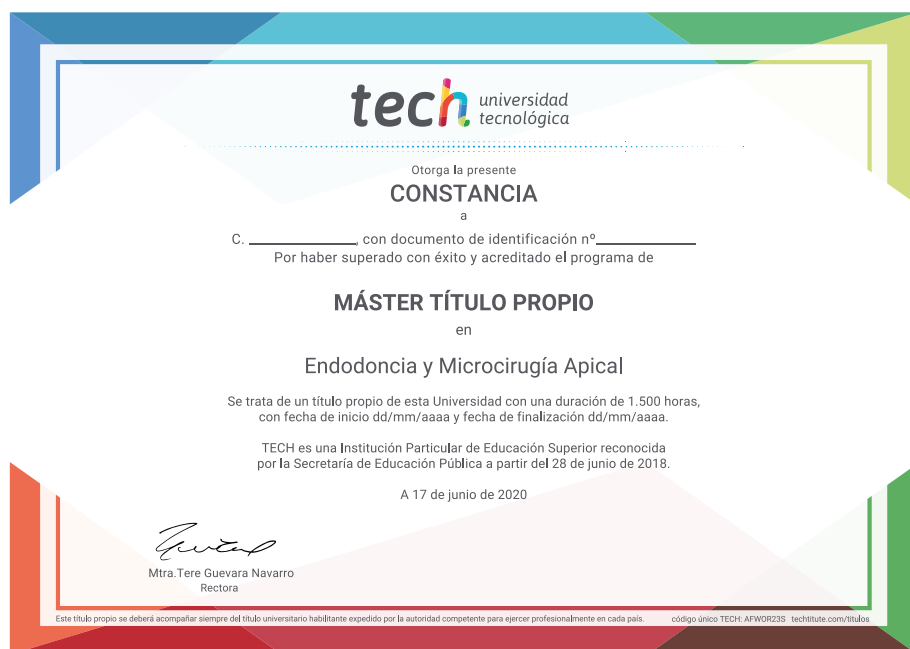 tech universidad
tecnológica
Otorga la presente
CONSTANCIA
a
C. ______________, con documento de identificación nº______________
Por haber superado con éxito y acreditado el programa de
MÁSTER TÍTULO PROPIO
en
Endodoncia y Microcirugía Apical
Se trata de un título propio de esta Universidad con una duración de 1.500 horas,
con fecha de inicio dd/mm/aaaa y fecha de finalización dd/mm/aaaa.
TECH es una Institución Particular de Educación Superior reconocida
por la Secretaría de Educación Pública a partir del 28 de junio de 2018.
A 17 de junio de 2020
Mtra.Tere Guevara Navarro
Rectora
Este título propio se deberá acompañar siempre del título universitario habilitante expedido por la autoridad competente para ejercer profesionalmente en cada país. código único TECH: AFWOR23S techtitute.com/titulos